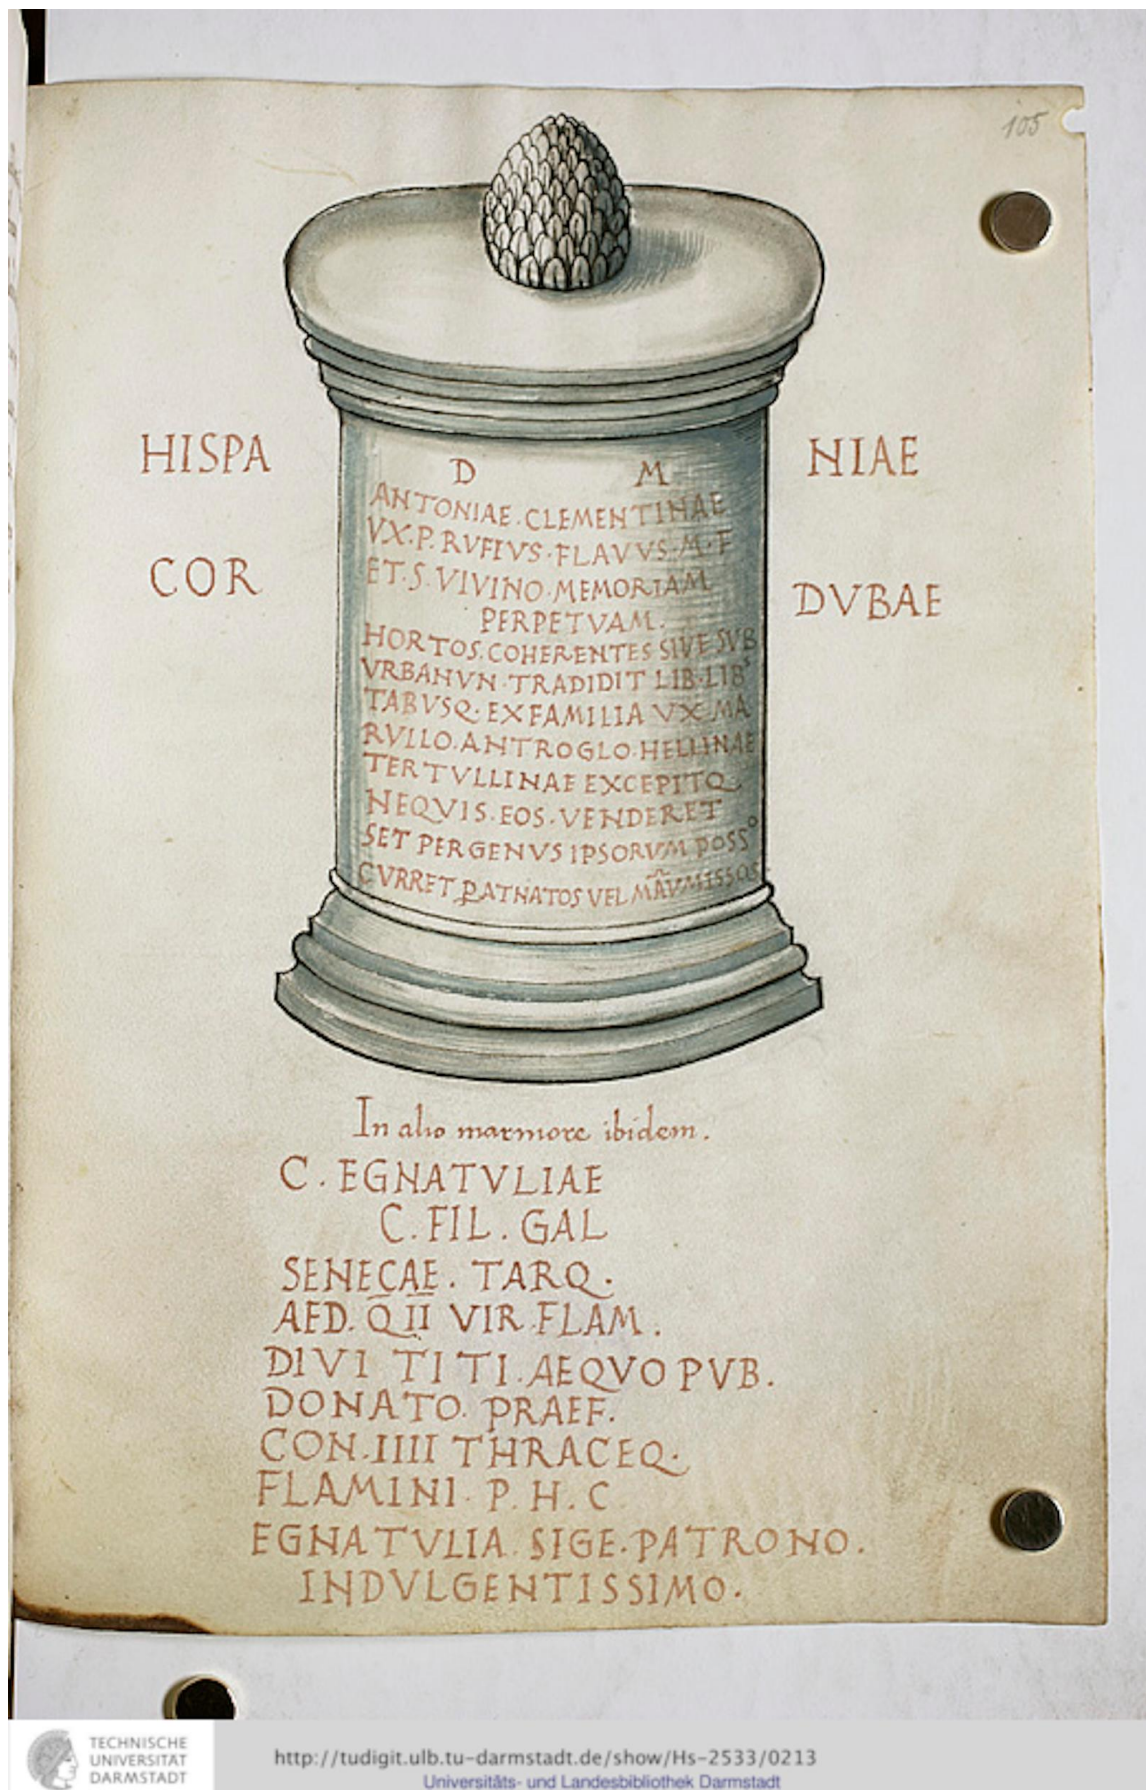 105
HISPA NIAE
COR DVBAE
D M
ANTONIAE · CLEMENTINAE
VX · P · RVFIVS · FLAVVS · M · F
ET · S · VIVINO · MEMORIAM
PERPETVAM ·
HORTOS · COHERENTES SIVE SVB
VRBANVN · TRADIDIT LIB · LIBˢ
TABVSQ · EX FAMILIA VX MA
RVLLO · ANTROGLO · HELLINAE
TERTVLLINAE EXCEPITQ
NEQVIS · EOS · VENDERET
SET PER GENVS IPSORVM POSSº
CVRRET ꝑ ATNATOS VEL MÂVMISSOS
In alio marmore ibidem .
C . EGNATVLIAE
C . FIL . GAL
SENECAE . TARQ .
AED . Q̅ I̅I̅ VIR FLAM .
DIVI TITI . AEQVO PVB .
DONATO . PRAEF .
CON . IIII THRACEQ .
FLAMINI . P . H . C
EGNATVLIA . SIGE . PATRONO .
INDVLGENTISSIMO .
TECHNISCHE
UNIVERSITÄT
DARMSTADT
http://tudigit.ulb.tu-darmstadt.de/show/Hs-2533/0213
Universitäts- und Landesbibliothek Darmstadt